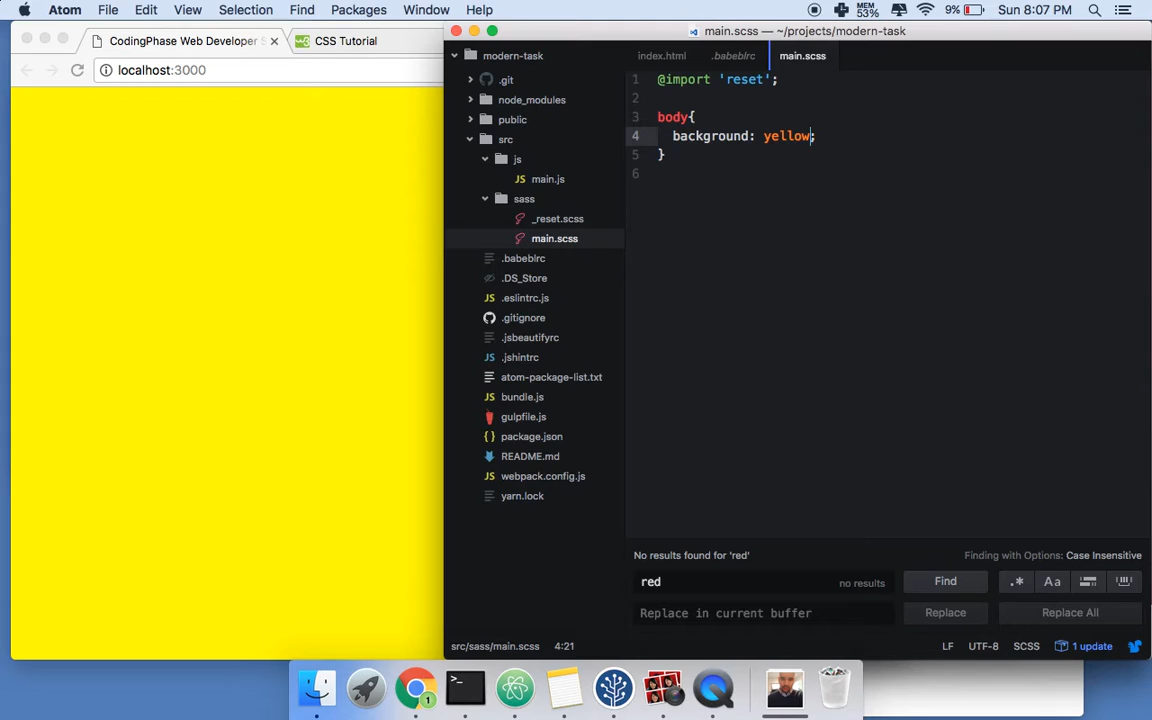 Atom File Edit View Selection Find Packages Window Help MEM 53% 9% Sun 8:07 PM
CodingPhase Web Developer S
CSS Tutorial
localhost:3000
main.scss — ~/projects/modern-task
modern-task
.git
node_modules
public
src
js
main.js
sass
_reset.scss
main.scss
.babeblrc
.DS_Store
.eslintrc.js
.gitignore
.jsbeautifyrc
.jshintrc
atom-package-list.txt
bundle.js
gulpfile.js
package.json
README.md
webpack.config.js
yarn.lock
index.html .babelrc main.scss
1 @import 'reset';
2
3 body{
4 background: yellow;
5 }
6
No results found for 'red' Finding with Options: Case Insensitive
red no results Find .* Aa
Replace in current buffer Replace Replace All
src/sass/main.scss 4:21 LF UTF-8 SCSS 1 update